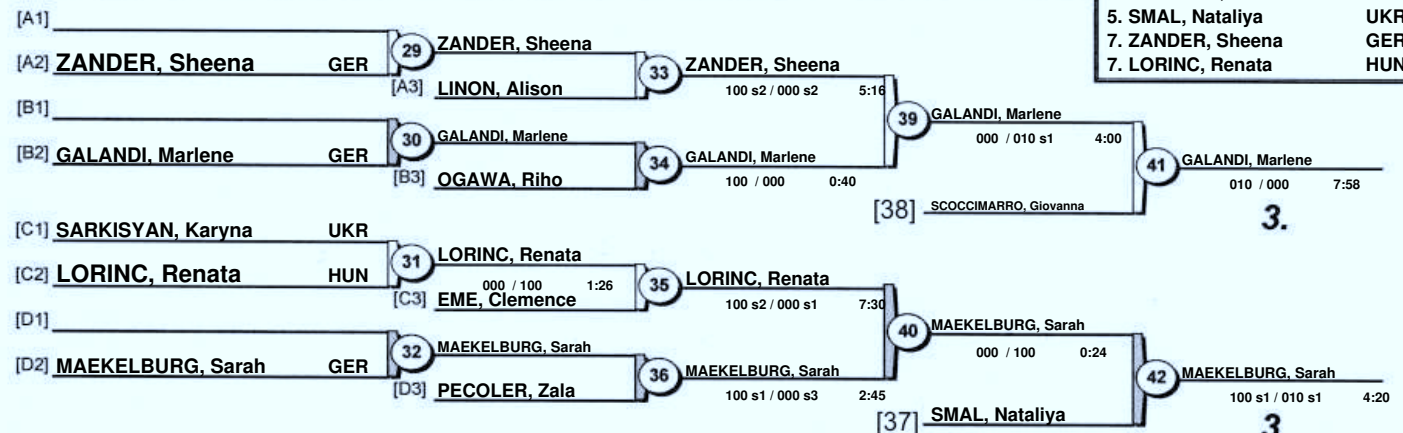 5. SMAL, Nataliya UKR
7. ZANDER, Sheena GER
7. LORINC, Renata HUN
[A1]
[A2] ZANDER, Sheena GER
29
ZANDER, Sheena
[A3] LINON, Alison
33
ZANDER, Sheena
100 s2 / 000 s2 5:16
[B1]
[B2] GALANDI, Marlene GER
30
GALANDI, Marlene
[B3] OGAWA, Riho
34
GALANDI, Marlene
100 / 000 0:40
39
GALANDI, Marlene
000 / 010 s1 4:00
[38] SCOCCIMARRO, Giovanna
41
GALANDI, Marlene
010 / 000 7:58
3.
[C1] SARKISYAN, Karyna UKR
[C2] LORINC, Renata HUN
31
LORINC, Renata
000 / 100 1:26
[C3] EME, Clemence
35
LORINC, Renata
100 s2 / 000 s1 7:30
[D1]
[D2] MAEKELBURG, Sarah GER
32
MAEKELBURG, Sarah
[D3] PECOLER, Zala
36
MAEKELBURG, Sarah
100 s1 / 000 s3 2:45
40
MAEKELBURG, Sarah
000 / 100 0:24
[37] SMAL, Nataliya
42
MAEKELBURG, Sarah
100 s1 / 010 s1 4:20
3